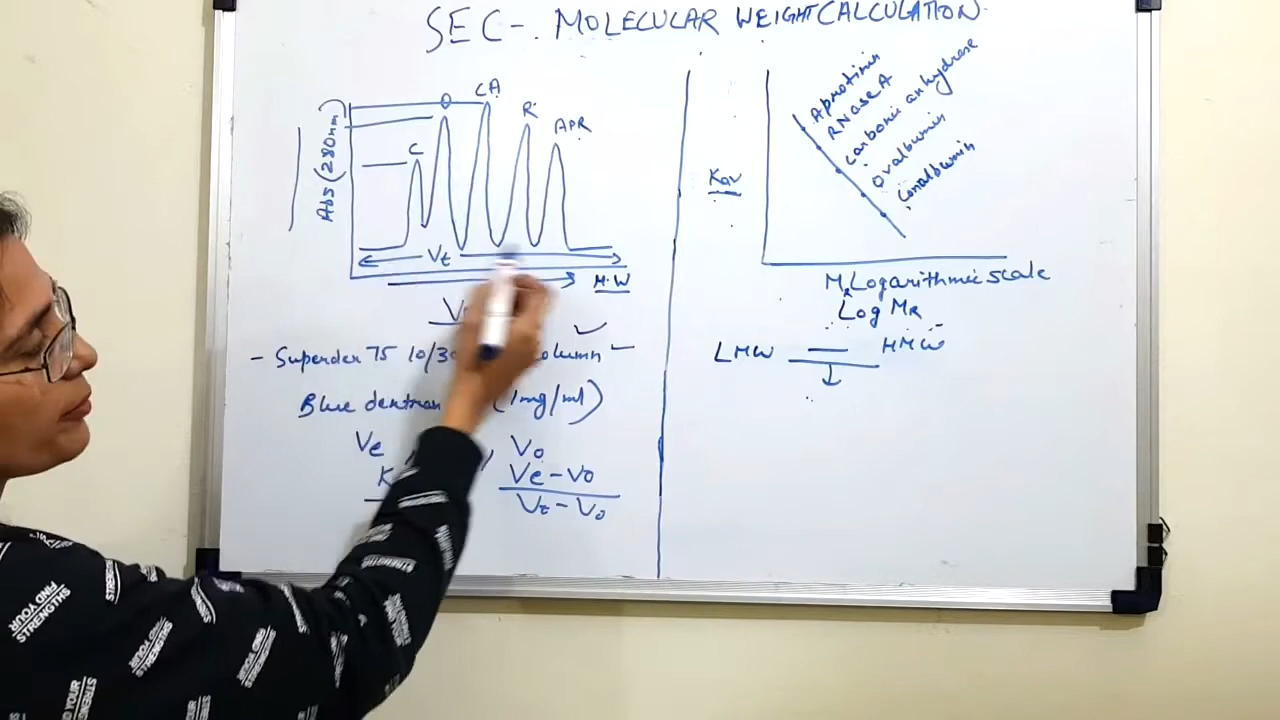 SEC-. MOLECULAR WEIGHT CALCULATION
Abs (280nm)
C
O
CA
R
APR
Vt
M.W
- Superdex 75 10/30 column
Blue dextran (1mg/ml)
Ve , , Vo
K
Ve - Vo
Vt - Vo
Kav
Aprotinin
RNase A
carbonic anhydrase
Ovalbumin
Conalbumin
MR Logarithmic scale
Log MR
LMW HMW
FIND YOUR
STRENGTHS